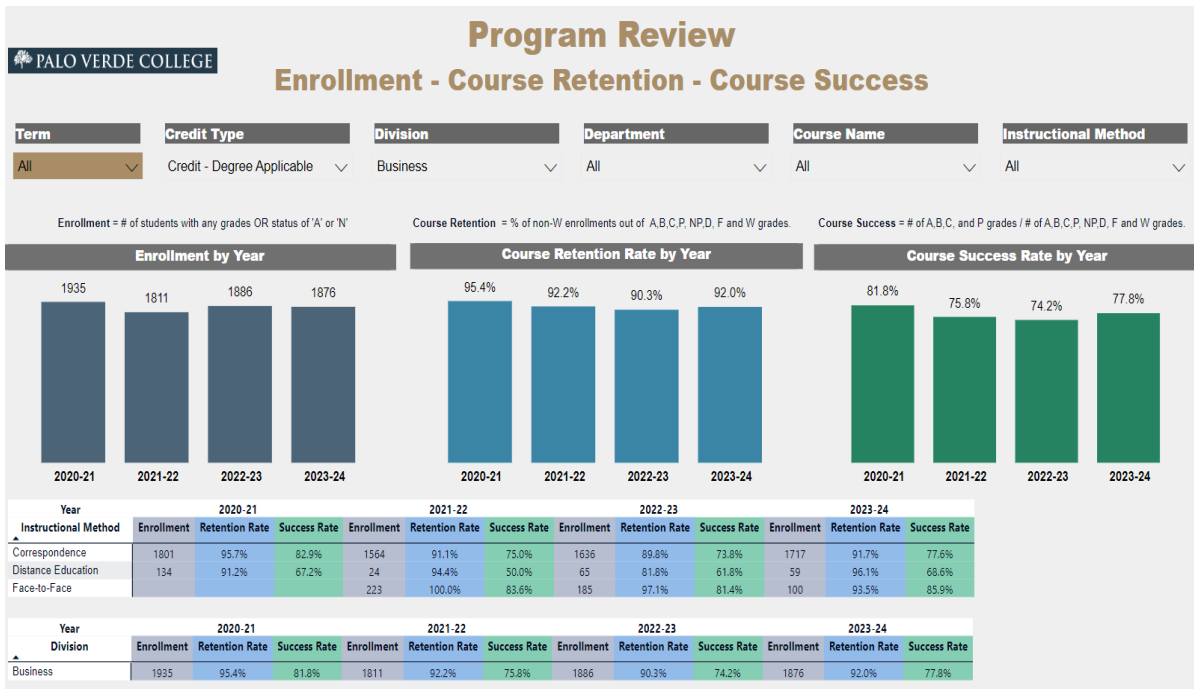 Program Review
PALO VERDE COLLEGE
Enrollment - Course Retention - Course Success
Term Credit Type Division Department Course Name Instructional Method
All Credit - Degree Applicable Business All All All
Enrollment = # of students with any grades OR status of 'A' or 'N' Course Retention = % of non-W enrollments out of A,B,C,P, NP,D, F and W grades. Course Success = # of A,B,C, and P grades / # of A,B,C,P, NP,D, F and W grades.
Enrollment by Year Course Retention Rate by Year Course Success Rate by Year
1935 1811 1886 1876 95.4% 92.2% 90.3% 92.0% 81.8% 75.8% 74.2% 77.8%
2020-21 2021-22 2022-23 2023-24 2020-21 2021-22 2022-23 2023-24 2020-21 2021-22 2022-23 2023-24
Year 2020-21 2021-22 2022-23 2023-24
Instructional Method Enrollment Retention Rate Success Rate Enrollment Retention Rate Success Rate Enrollment Retention Rate Success Rate Enrollment Retention Rate Success Rate
Correspondence 1801 95.7% 82.9% 1564 91.1% 75.0% 1636 89.8% 73.8% 1717 91.7% 77.6%
Distance Education 134 91.2% 67.2% 24 94.4% 50.0% 65 81.8% 61.8% 59 96.1% 68.6%
Face-to-Face 223 100.0% 83.6% 185 97.1% 81.4% 100 93.5% 85.9%
Year 2020-21 2021-22 2022-23 2023-24
Division Enrollment Retention Rate Success Rate Enrollment Retention Rate Success Rate Enrollment Retention Rate Success Rate Enrollment Retention Rate Success Rate
Business 1935 95.4% 81.8% 1811 92.2% 75.8% 1886 90.3% 74.2% 1876 92.0% 77.8%